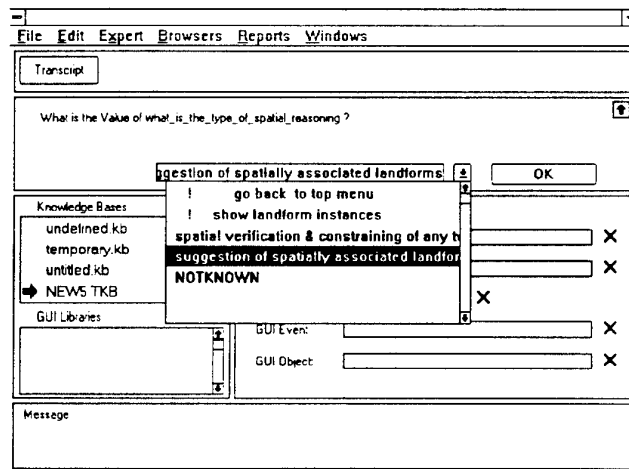 File Edit Expert Browsers Reports Windows
Transcript
What is the Value of what_is_the_type_of_spatial_reasoning ?
ggestion of spatially associated landforms
OK
! go back to top menu
! show landform instances
spatial verification & constraining of any t
suggestion of spatially associated landfor
NOTKNOWN
Knowledge Bases
undefined.kb
temporary.kb
untitled.kb
NEW5 TKB
GUI Libraries
GUI Event:
GUI Object:
Message